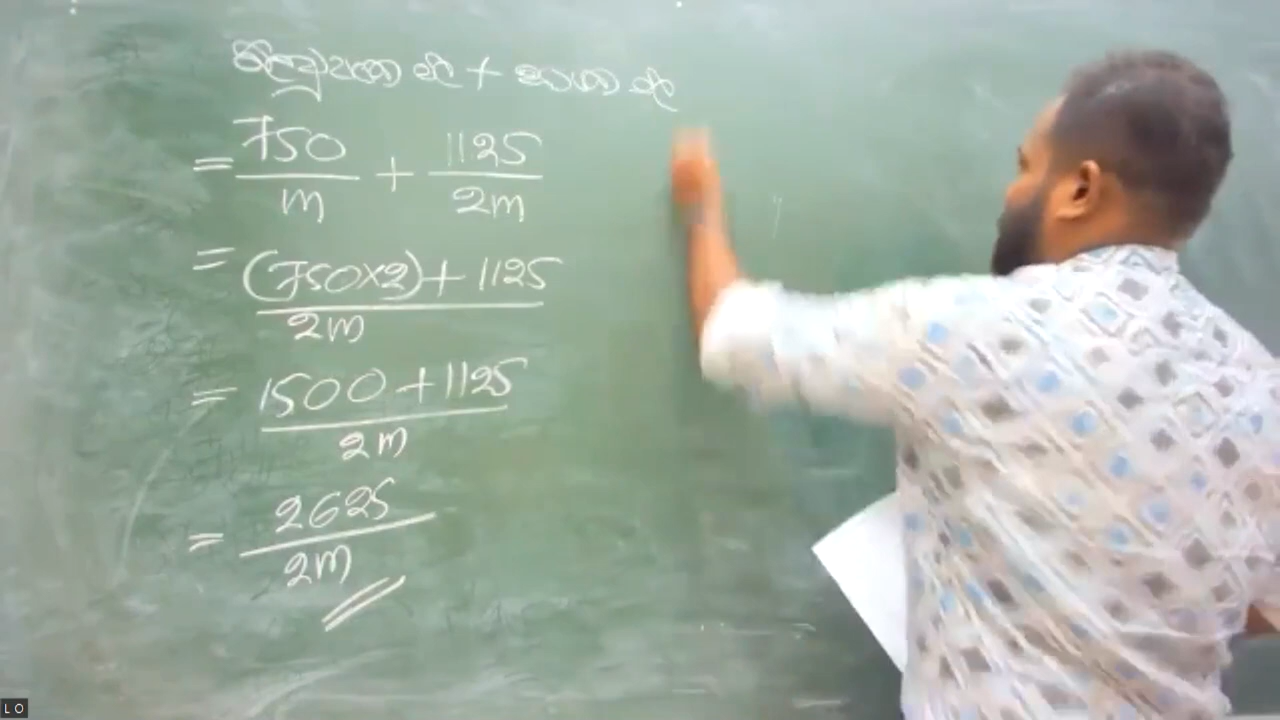 = 750/m + 1125/2m
= (750×2) + 1125 / 2m
= 1500 + 1125 / 2m
= 2625 / 2m
LO